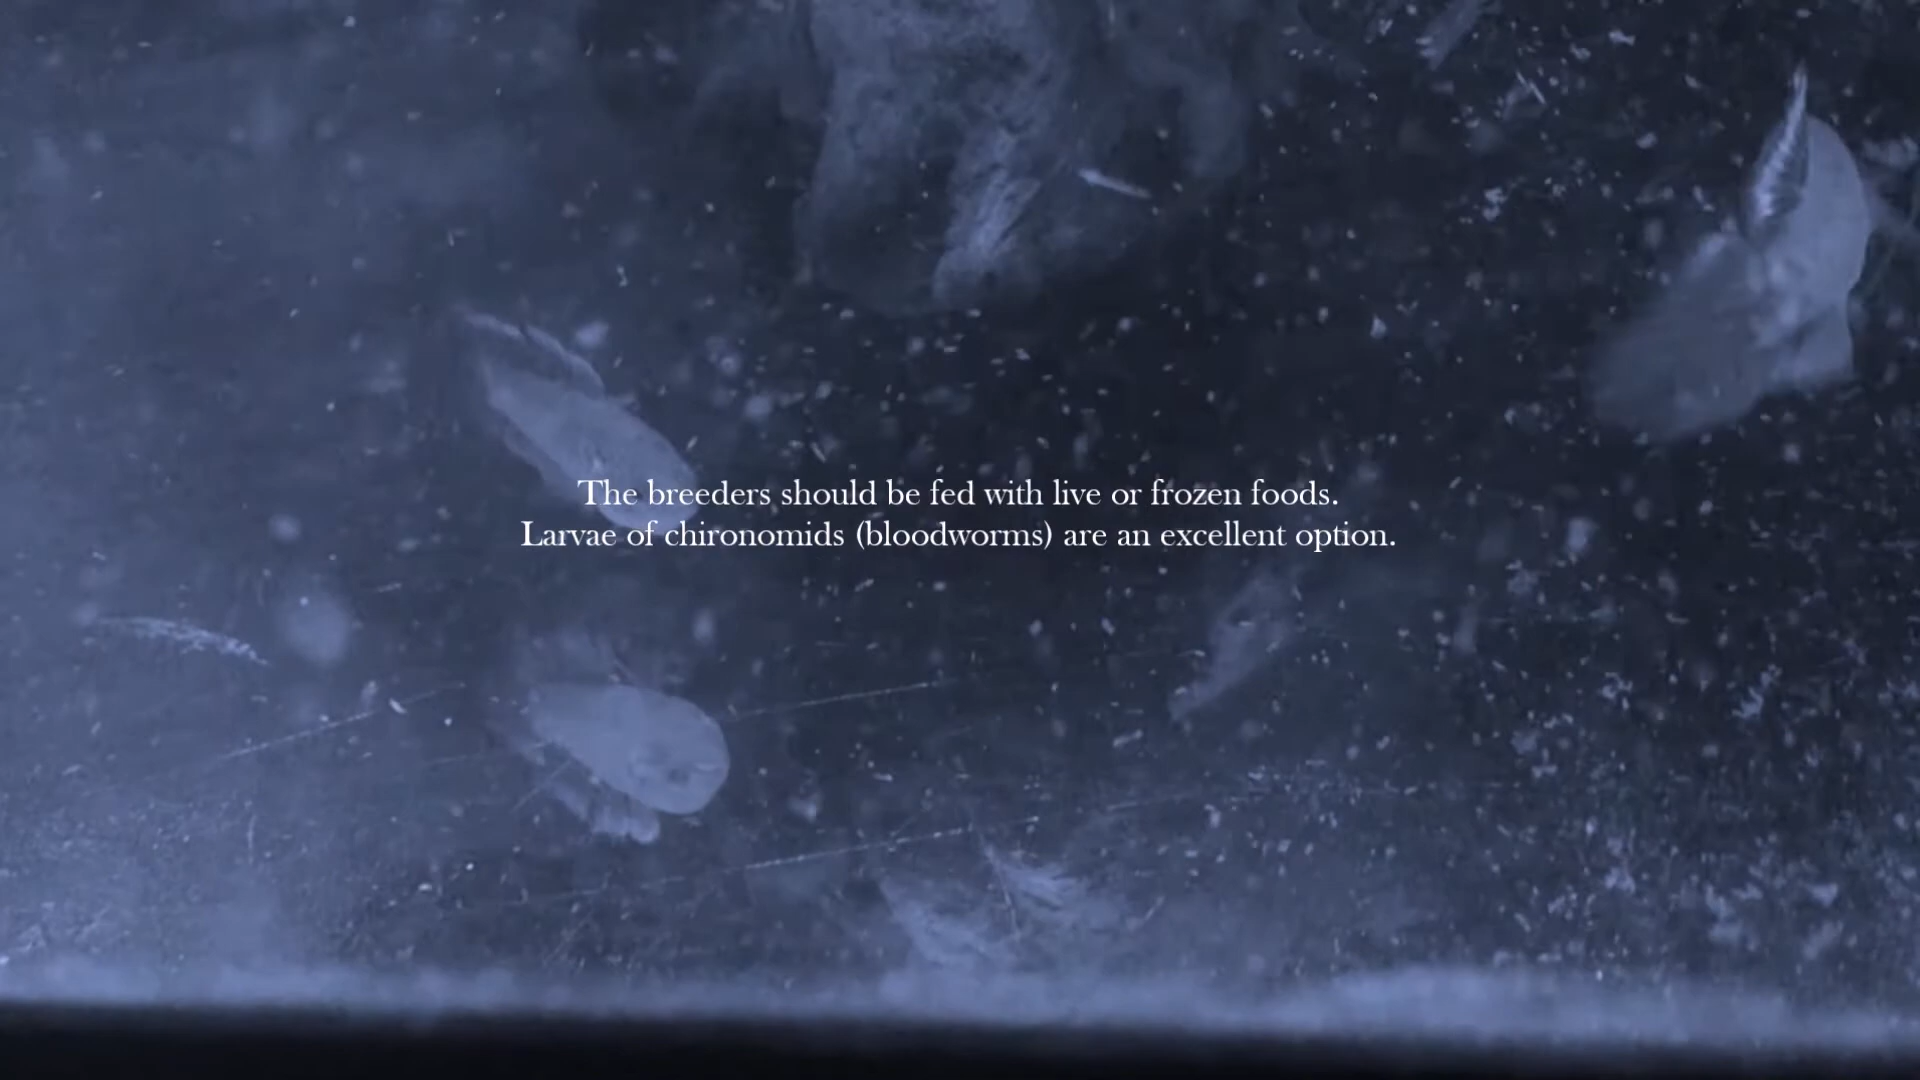 The breeders should be fed with live or frozen foods.
Larvae of chironomids (bloodworms) are an excellent option.